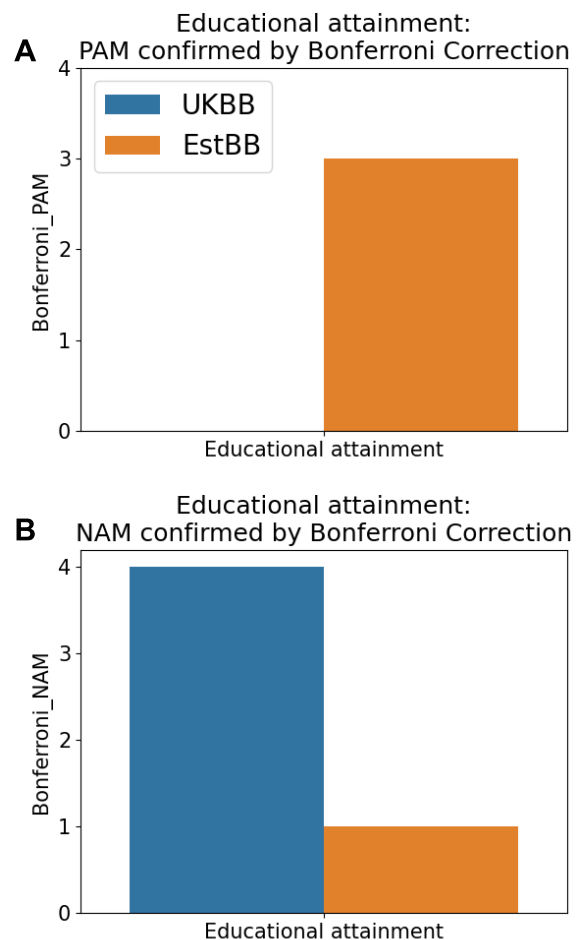 A
Educational attainment:
PAM confirmed by Bonferroni Correction
Bonferroni_PAM
4
3
2
1
0
UKBB
EstBB
Educational attainment
B
Educational attainment:
NAM confirmed by Bonferroni Correction
Bonferroni_NAM
4
3
2
1
0
Educational attainment